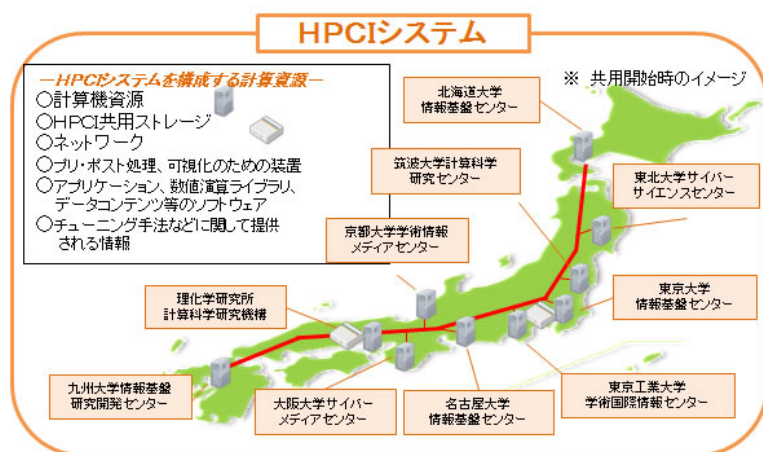 HPCIシステム
―HPCIシステムを構成する計算資源―
○計算機資源
○HPCI共用ストレージ
○ネットワーク
○プリ・ポスト処理、可視化のための装置
○アプリケーション、数値演算ライブラリ、
データコンテンツ等のソフトウェア
○チューニング手法などに関して提供
される情報
※ 共用開始時のイメージ
北海道大学
情報基盤センター
筑波大学計算科学
研究センター
東北大学サイバー
サイエンスセンター
京都大学学術情報
メディアセンター
東京大学
情報基盤センター
理化学研究所
計算科学研究機構
九州大学情報基盤
研究開発センター
大阪大学サイバー
メディアセンター
名古屋大学
情報基盤センター
東京工業大学
学術国際情報センター